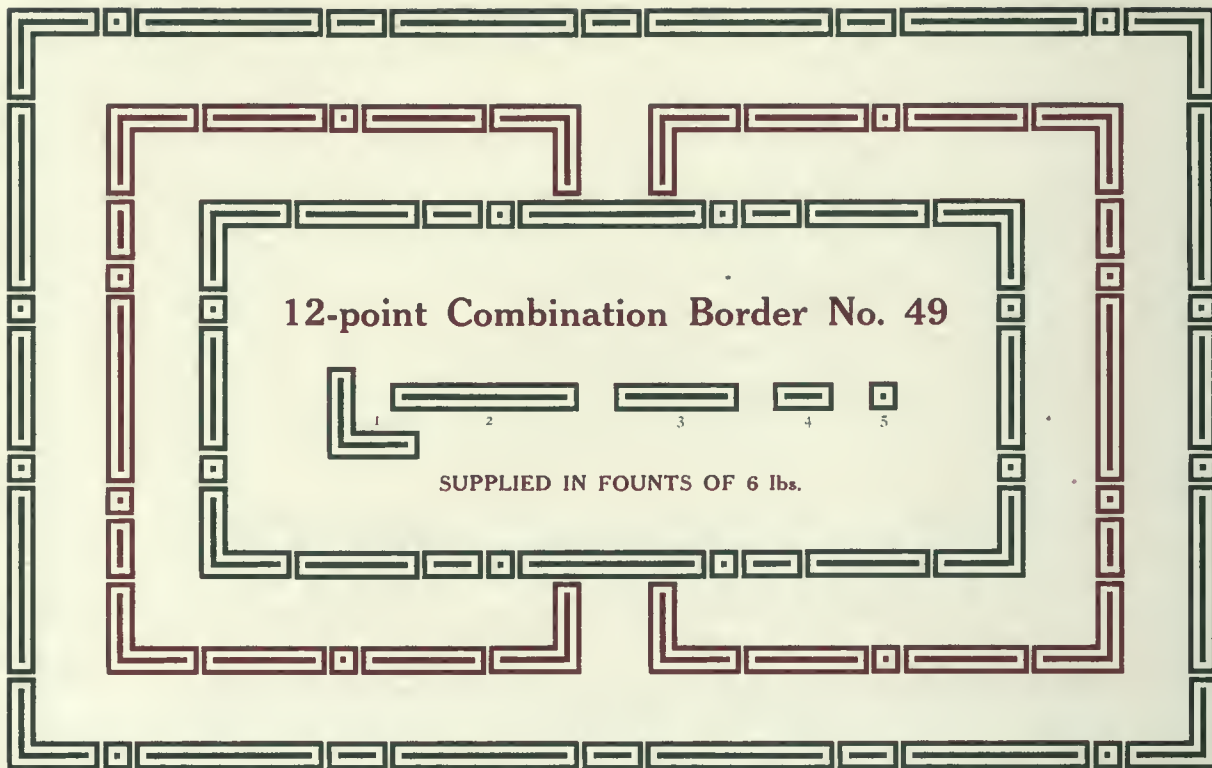 12-point Combination Border No. 49
1 2 3 4 5
SUPPLIED IN FOUNTS OF 6 lbs.